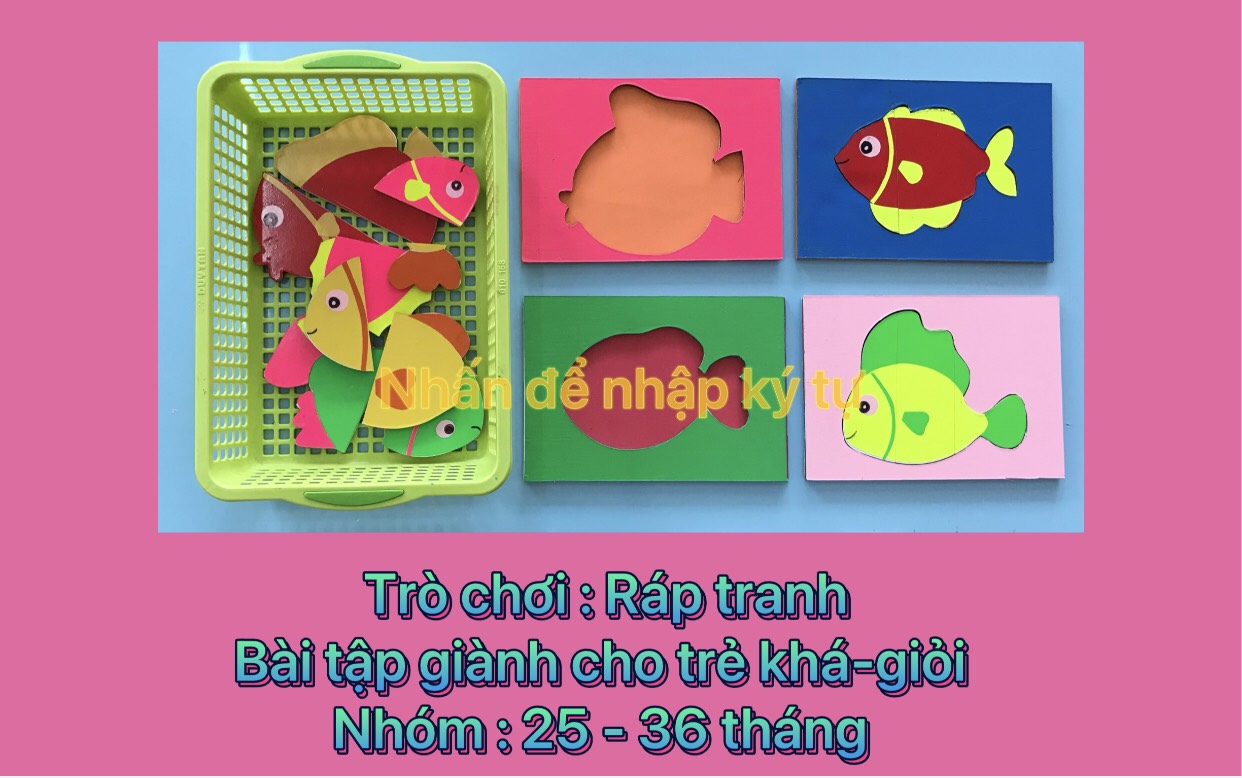 Nhấn để nhập ký tự
Trò chơi : Ráp tranh
Bài tập giành cho trẻ khá-giỏi
Nhóm : 25 - 36 tháng